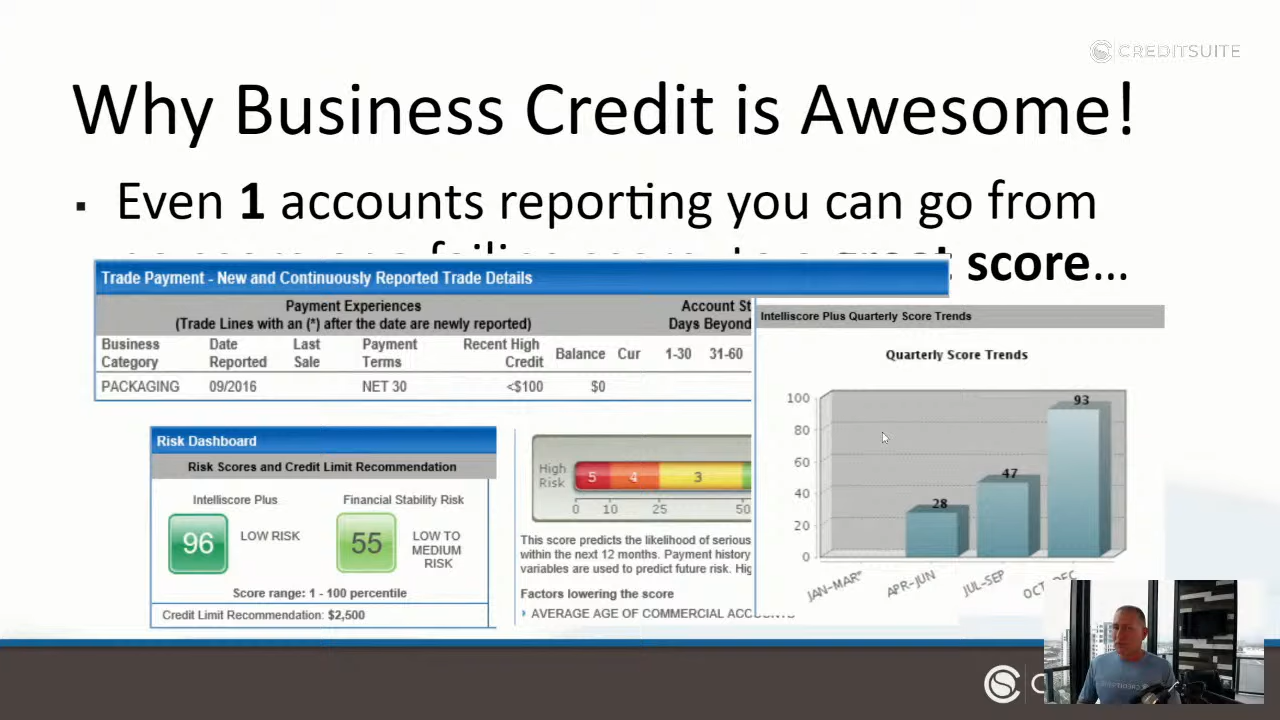 CREDITSUITE
Why Business Credit is Awesome!
▪ Even 1 accounts reporting you can go from
score...
Trade Payment - New and Continuously Reported Trade Details
Payment Experiences
(Trade Lines with an (*) after the date are newly reported)
Account St
Days Beyond
Business Category Date Reported Last Sale Payment Terms Recent High Credit Balance Cur 1-30 31-60
PACKAGING 09/2016 NET 30 <$100 $0
Intelliscore Plus Quarterly Score Trends
Quarterly Score Trends
100
80
60
40
20
0
28
47
93
JAN-MAR*
APR-JUN
JUL-SEP
Risk Dashboard
Risk Scores and Credit Limit Recommendation
Intelliscore Plus Financial Stability Risk
96 LOW RISK 55 LOW TO MEDIUM RISK
Score range: 1 - 100 percentile
Credit Limit Recommendation: $2,500
High Risk
5 4 3
0 10 25 50
This score predicts the likelihood of serious
within the next 12 months. Payment history
variables are used to predict future risk. Hig
Factors lowering the score
AVERAGE AGE OF COMMERCIAL ACCOUNTS